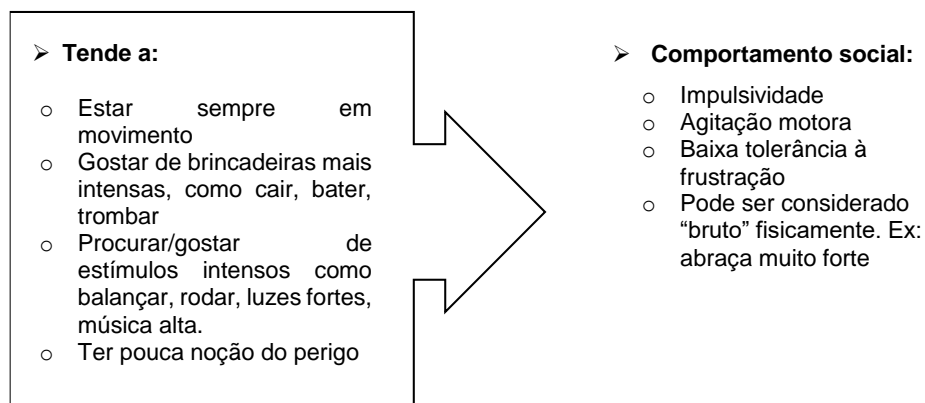 ➢ Tende a:
o Estar sempre em
movimento
o Gostar de brincadeiras mais
intensas, como cair, bater,
trombar
o Procurar/gostar de
estímulos intensos como
balançar, rodar, luzes fortes,
música alta.
o Ter pouca noção do perigo
➢ Comportamento social:
o Impulsividade
o Agitação motora
o Baixa tolerância à
frustração
o Pode ser considerado
“bruto” fisicamente. Ex:
abraça muito forte